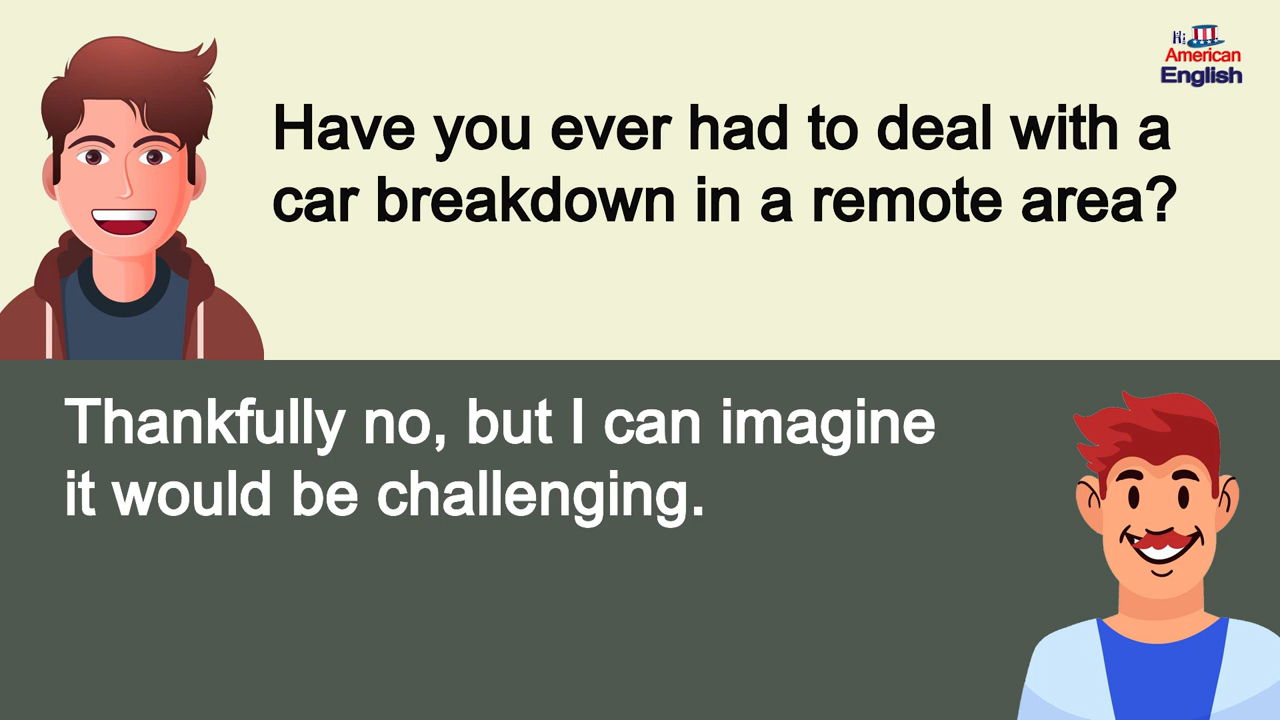 Hi
American
English
Have you ever had to deal with a
car breakdown in a remote area?
Thankfully no, but I can imagine
it would be challenging.